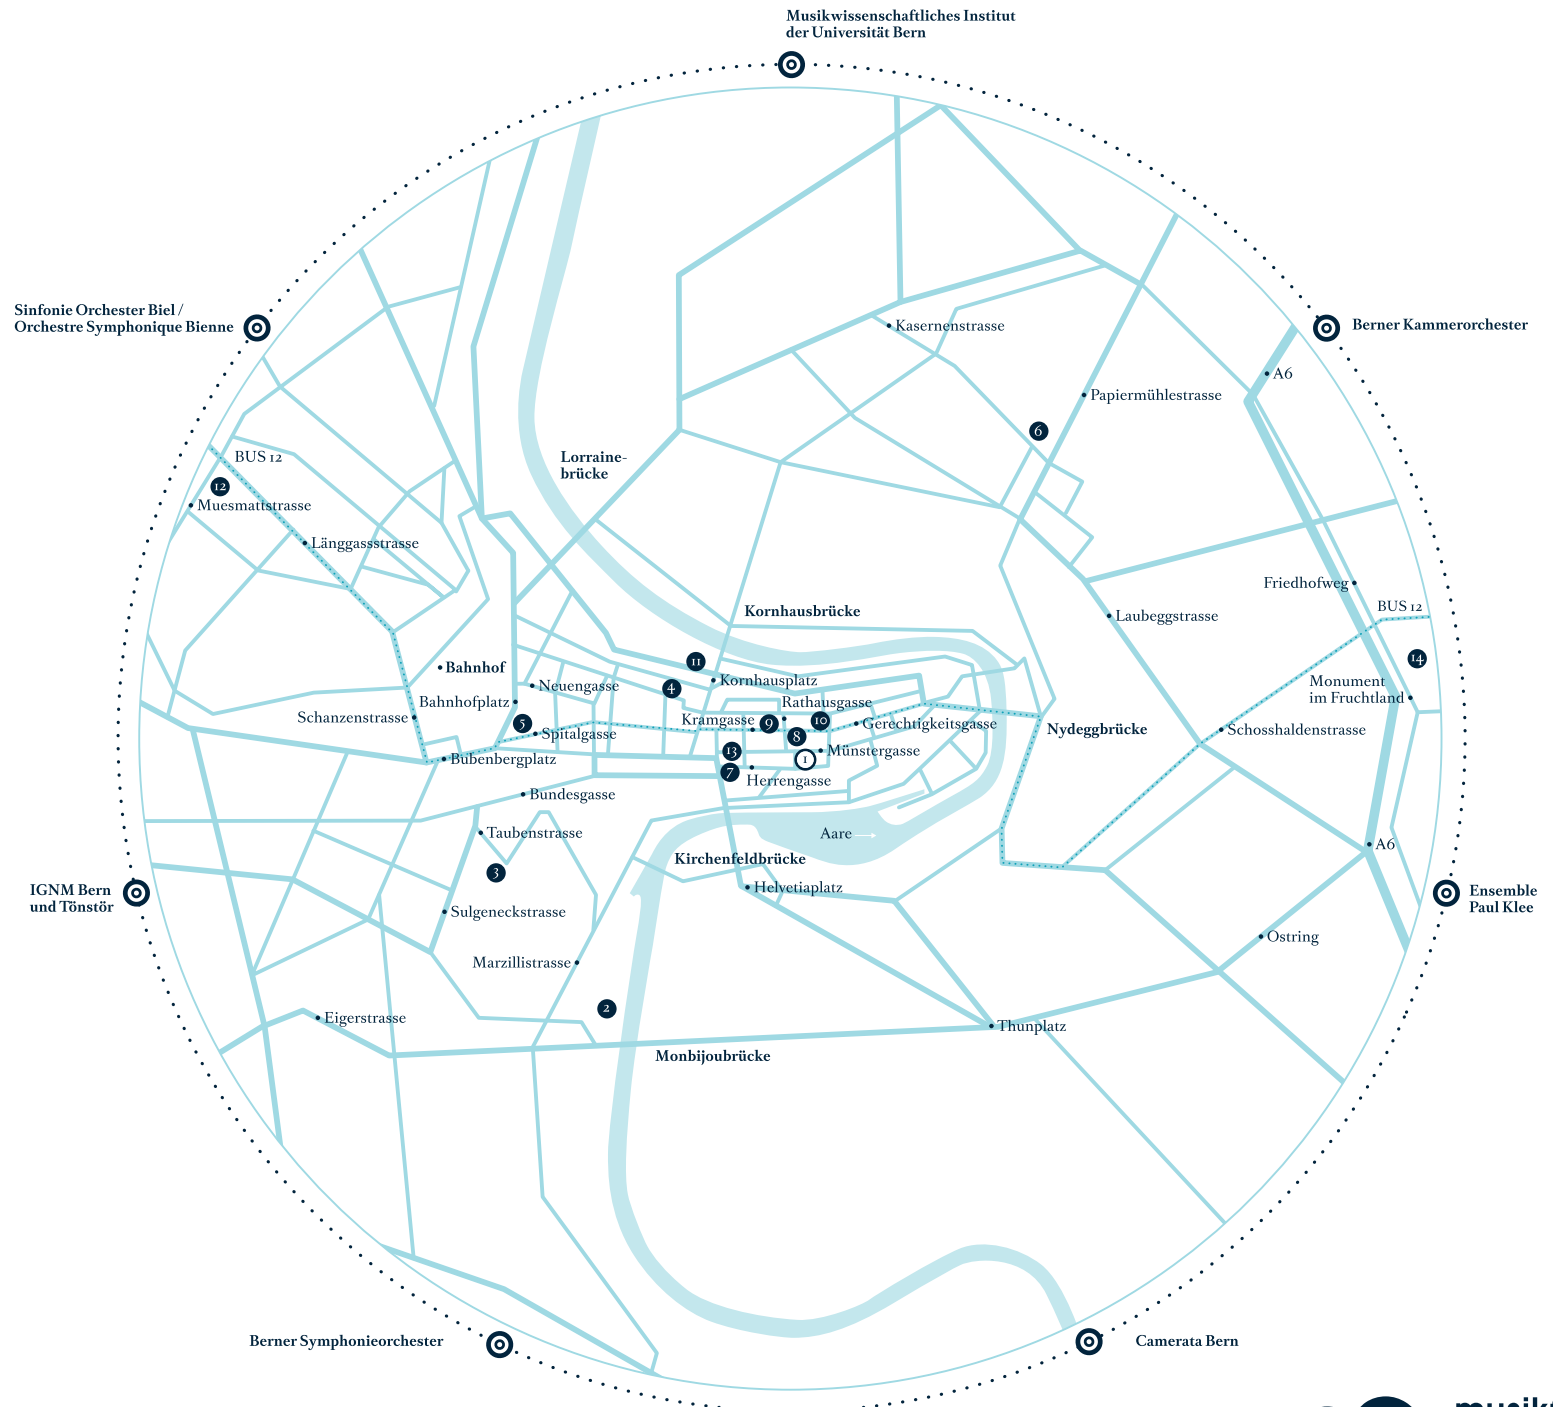 Musikwissenschaftliches Institut
der Universität Bern
Sinfonie Orchester Biel /
Orchestre Symphonique Bienne
Berner Kammerorchester
Kasernenstrasse
A6
Papiermühlestrasse
6
BUS 12
Lorraine-
brücke
12
Muesmattstrasse
Länggassstrasse
Friedhofweg
BUS 12
Kornhausbrücke
Laubeggstrasse
11
14
Bahnhof
Kornhausplatz
Monument
im Fruchtland
4
Neuengasse
Bahnhofplatz
Rathausgasse
Schanzenstrasse
5
Kramgasse
9
10
Gerechtigkeitsgasse
Nydeggbrücke
Schosshaldenstrasse
Spitalgasse
8
13
Münstergasse
Bubenbergplatz
1
7
Herrengasse
Bundesgasse
Taubenstrasse
Aare
A6
Kirchenfeldbrücke
3
Helvetiaplatz
IGNM Bern
und Tönstör
Ensemble
Paul Klee
Sulgeneckstrasse
Ostring
Marzillistrasse
2
Eigerstrasse
Thunplatz
Monbijoubrücke
Berner Symphonieorchester
Camerata Bern